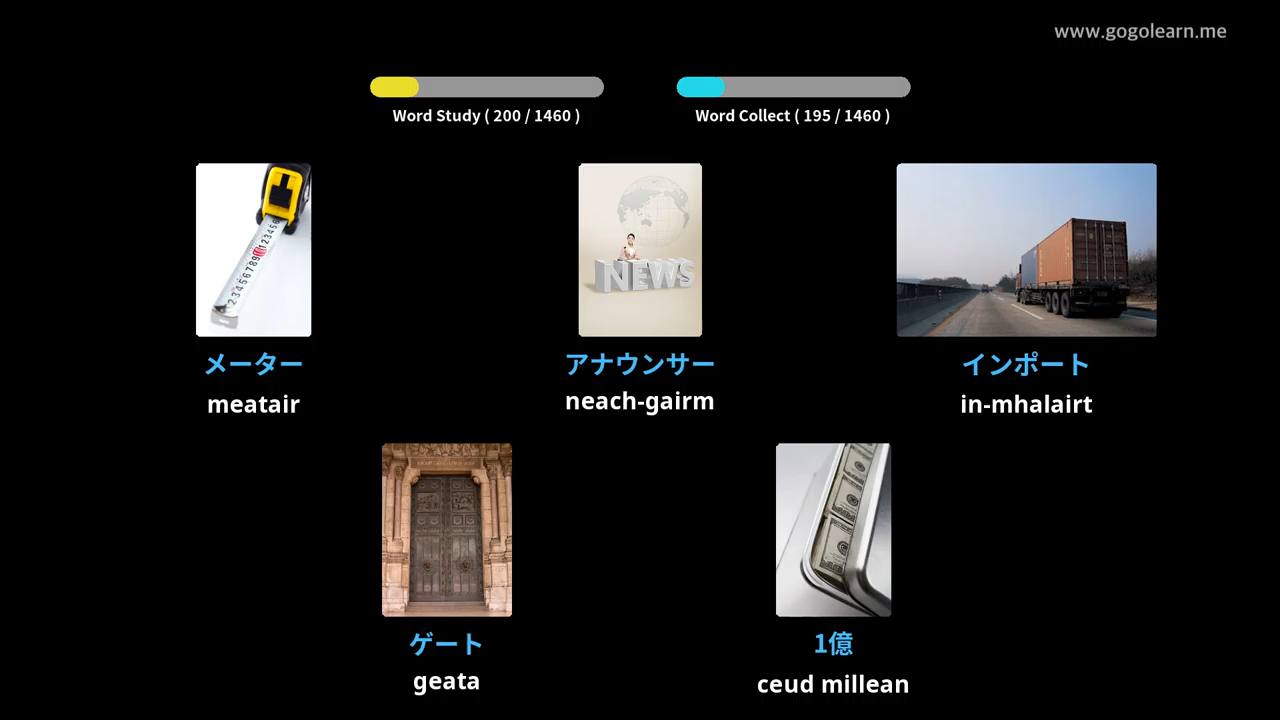 www.gogolearn.me
Word Study ( 200 / 1460 )
Word Collect ( 195 / 1460 )
NEWS
メーター
アナウンサー
インポート
meatair
neach-gairm
in-mhalairt
ゲート
1億
geata
ceud millean